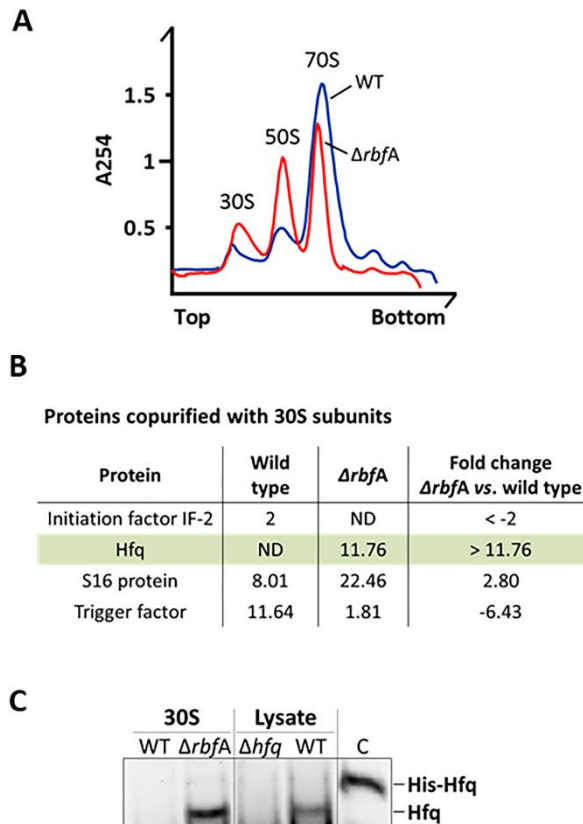 A
70S
WT
1.5
50S
ΔrbfA
A254
1
30S
0.5
Top Bottom
B
Proteins copurified with 30S subunits
Protein Wild type ΔrbfA Fold change ΔrbfA vs. wild type
Initiation factor IF-2 2 ND < -2
Hfq ND 11.76 > 11.76
S16 protein 8.01 22.46 2.80
Trigger factor 11.64 1.81 -6.43
C
30S Lysate
WT ΔrbfA Δhfq WT C
His-Hfq
Hfq